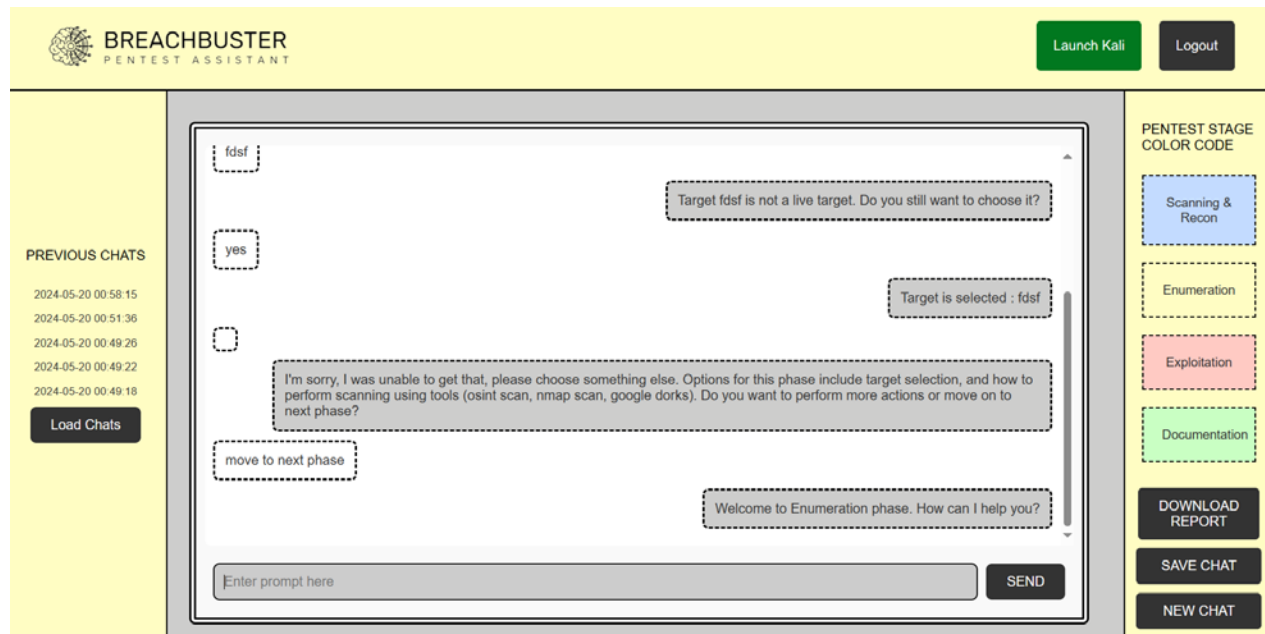 BREACHBUSTER
PENTEST ASSISTANT
Launch Kali
Logout
PREVIOUS CHATS
2024-05-20 00:58:15
2024-05-20 00:51:36
2024-05-20 00:49:26
2024-05-20 00:49:22
2024-05-20 00:49:18
Load Chats
fdsf
Target fdsf is not a live target. Do you still want to choose it?
yes
Target is selected : fdsf
I'm sorry, I was unable to get that, please choose something else. Options for this phase include target selection, and how to
perform scanning using tools (osint scan, nmap scan, google dorks). Do you want to perform more actions or move on to
next phase?
move to next phase
Welcome to Enumeration phase. How can I help you?
Enter prompt here
SEND
PENTEST STAGE
COLOR CODE
Scanning &
Recon
Enumeration
Exploitation
Documentation
DOWNLOAD
REPORT
SAVE CHAT
NEW CHAT